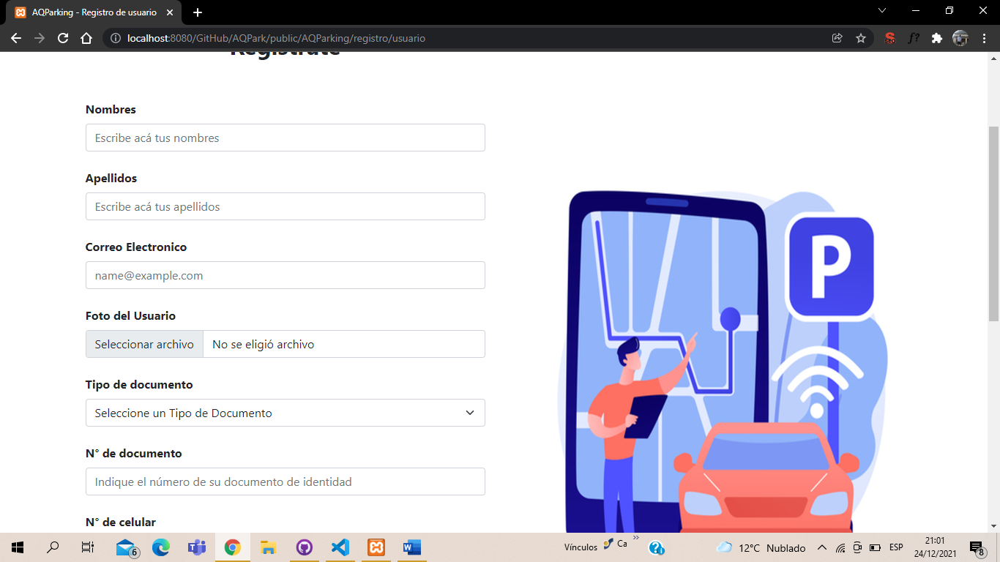 AQParking - Registro de usuario
localhost:8080/GitHub/AQPark/public/AQParking/registro/usuario
SEO
f?
Regístrate
Nombres
Escribe acá tus nombres
Apellidos
Escribe acá tus apellidos
Correo Electronico
name@example.com
Foto del Usuario
Seleccionar archivo No se eligió archivo
Tipo de documento
Seleccione un Tipo de Documento
N° de documento
Indique el número de su documento de identidad
N° de celular
P
6
Vínculos Ca
12°C Nublado
ESP
21:01
24/12/2021
8